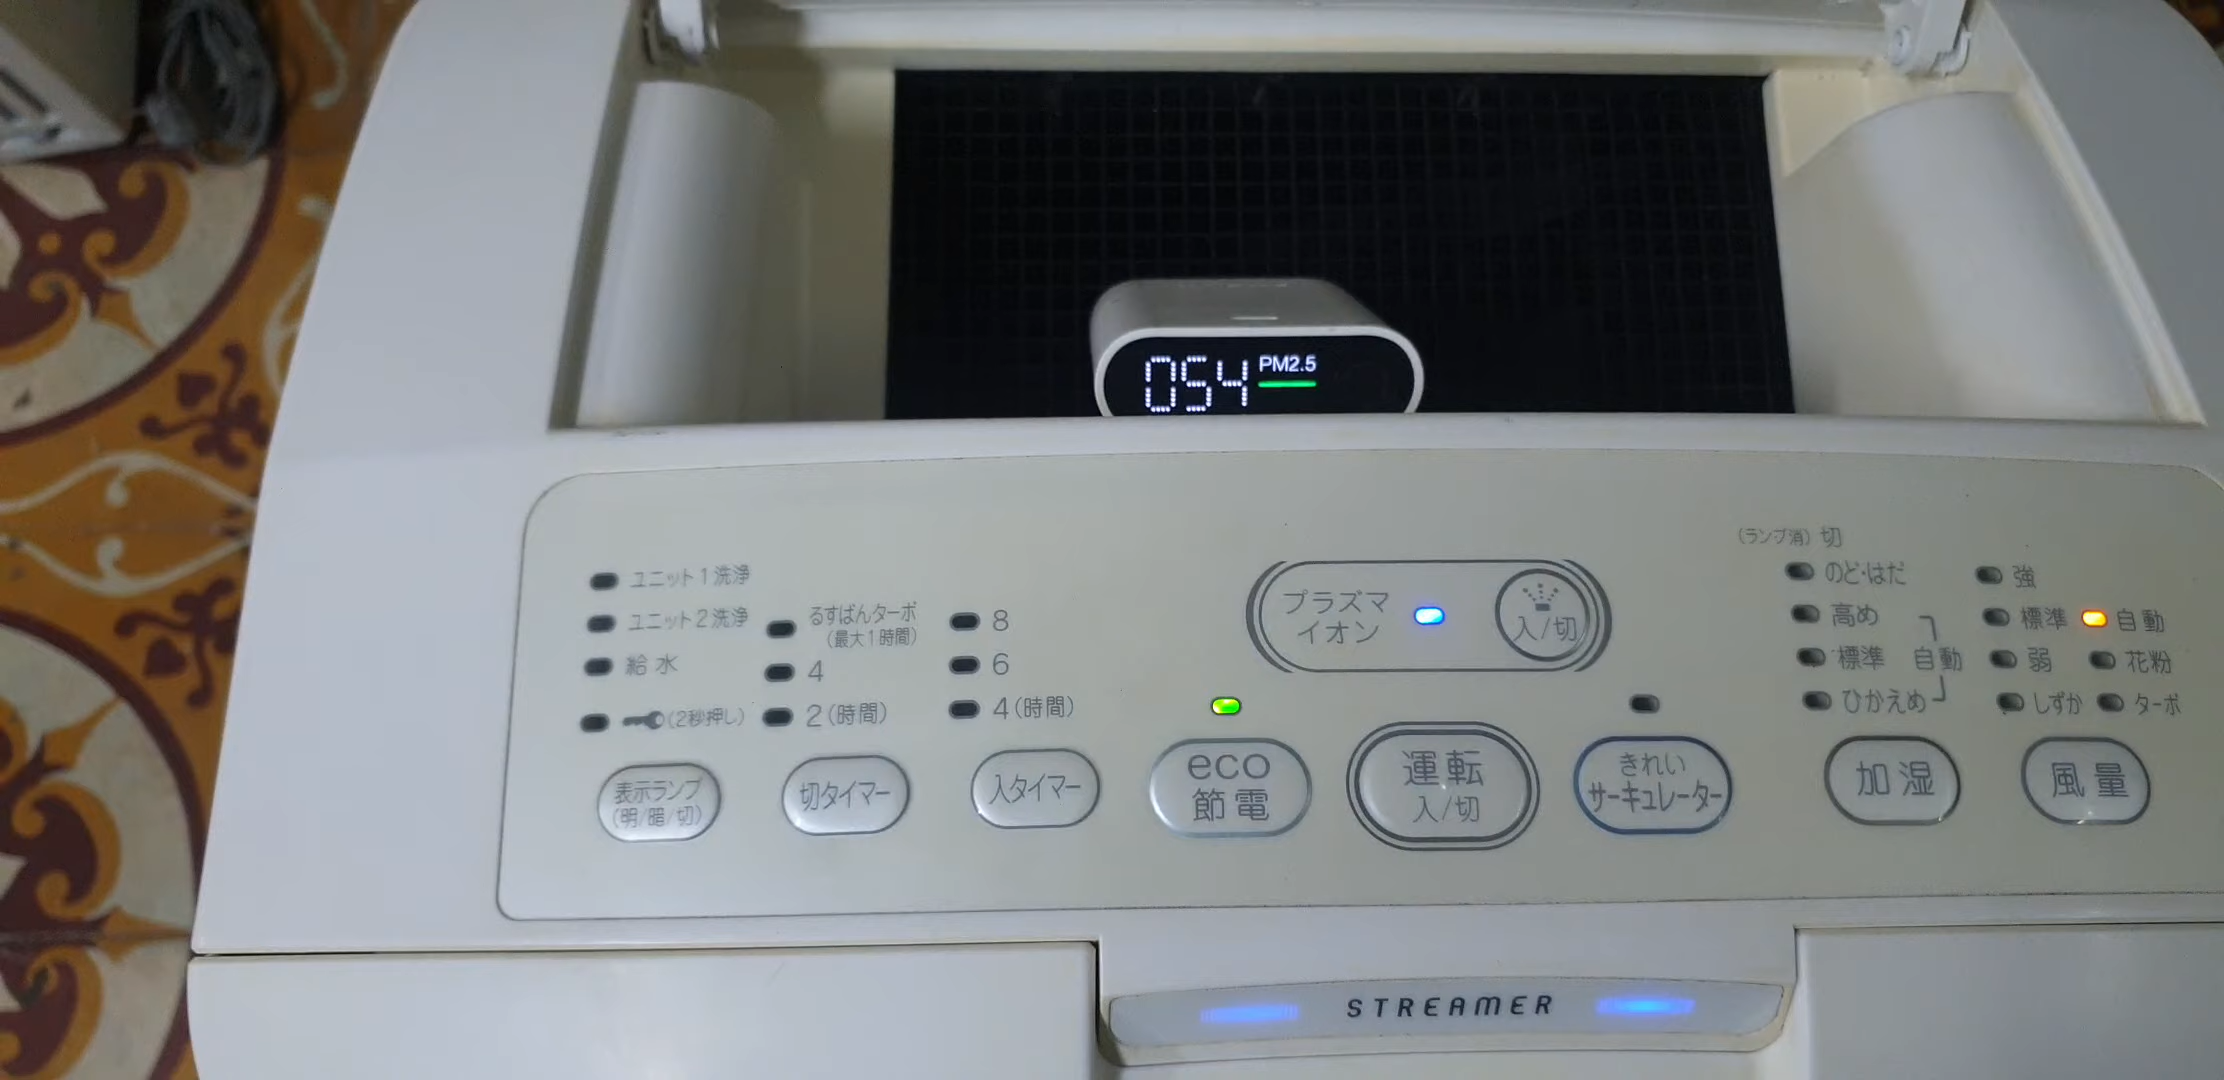 054 PM2.5
ユニット1洗浄
ユニット2洗浄
給水
(2秒押し)
るすばんターボ
(最大1時間)
4
2(時間)
8
6
4(時間)
プラズマ
イオン
入/切
(ランプ消) 切
のど・はだ
高め
標準
自動
ひかえめ
強
標準
自動
弱
花粉
しずか
ターボ
表示ランプ
(明/暗/切)
切タイマー
入タイマー
eco
節電
運転
入/切
きれい
サーキュレーター
加湿
風量
STREAMER